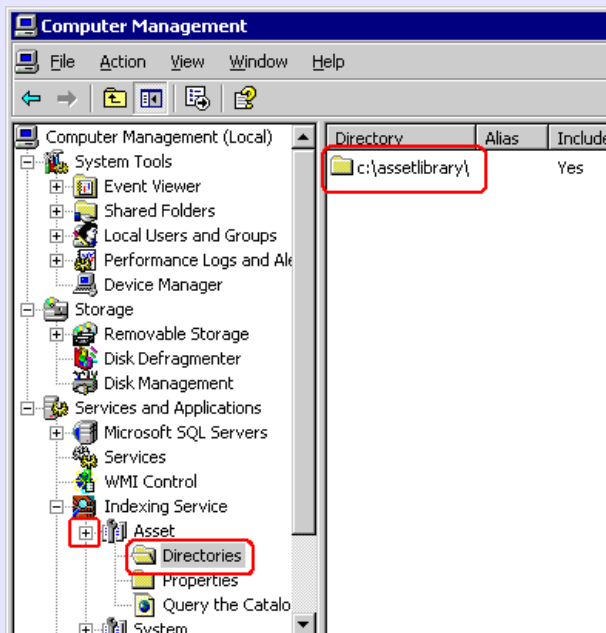 Computer Management
File Action View Window Help
Computer Management (Local)
System Tools
Event Viewer
Shared Folders
Local Users and Groups
Performance Logs and Ale
Device Manager
Storage
Removable Storage
Disk Defragmenter
Disk Management
Services and Applications
Microsoft SQL Servers
Services
WMI Control
Indexing Service
Asset
Directories
Properties
Query the Catalo
System
Directory Alias Include
c:\assetlibrary\ Yes